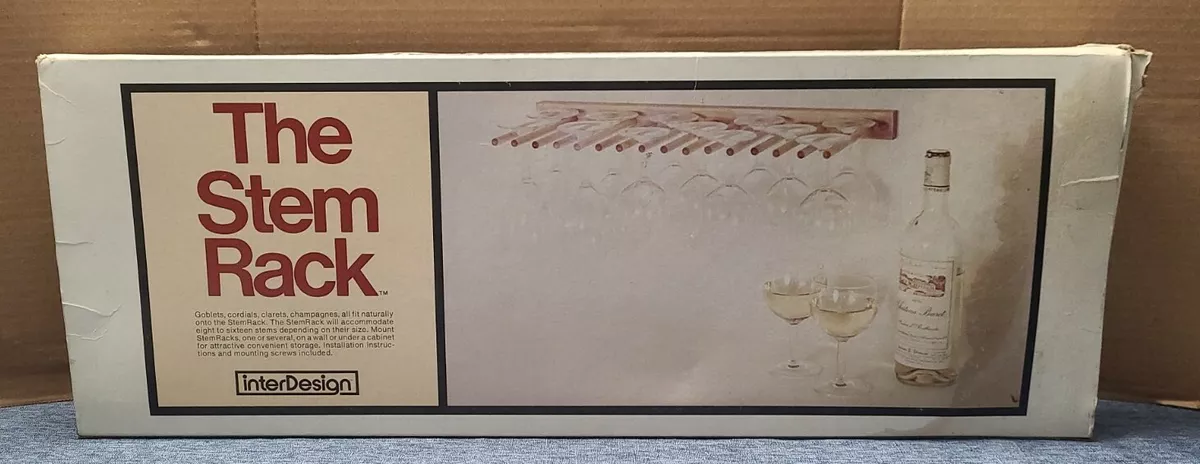 The
Stem
Rack™
Goblets, cordials, clarets, champagnes, all fit naturally
onto the StemRack. The StemRack will accommodate
eight to sixteen stems depending on their size. Mount
StemRacks, one or several, on a wall or under a cabinet
for attractive convenient storage. Installation instruc-
tions and mounting screws included.
interDesign